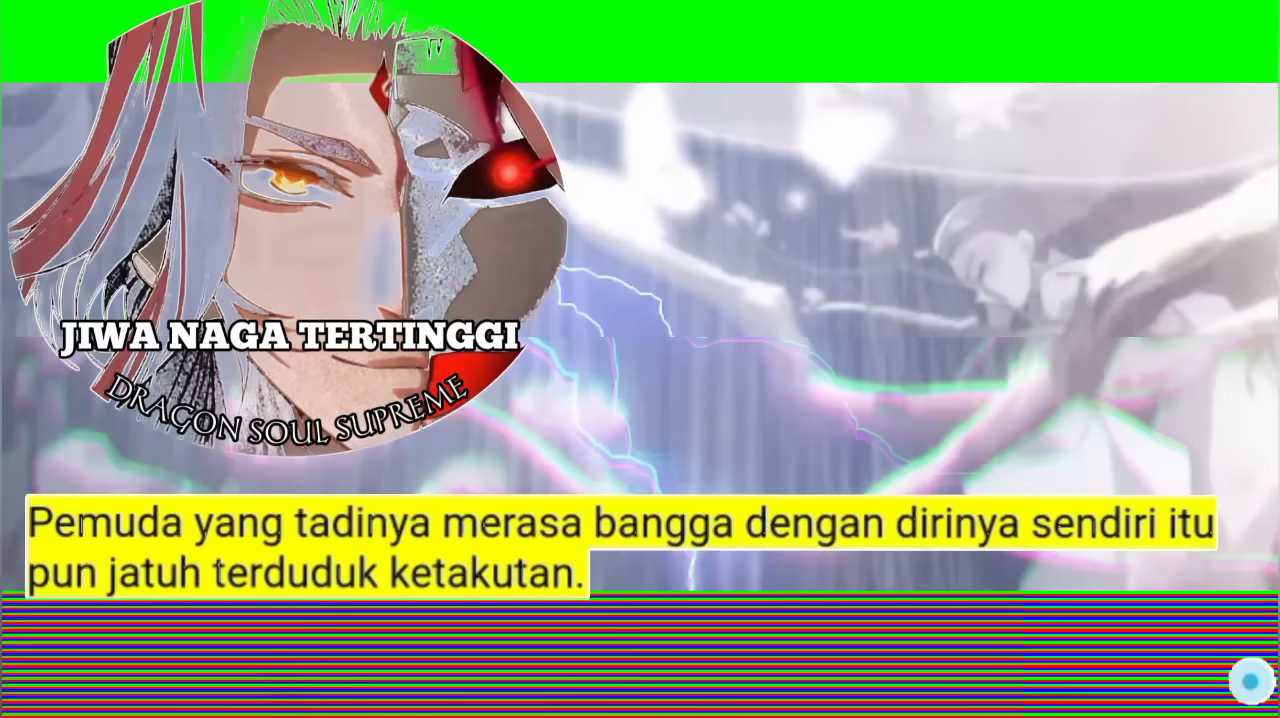 JIWA NAGA TERTINGGI
DRAGON SOUL SUPREME
Pemuda yang tadinya merasa bangga dengan dirinya sendiri itu
pun jatuh terduduk ketakutan.